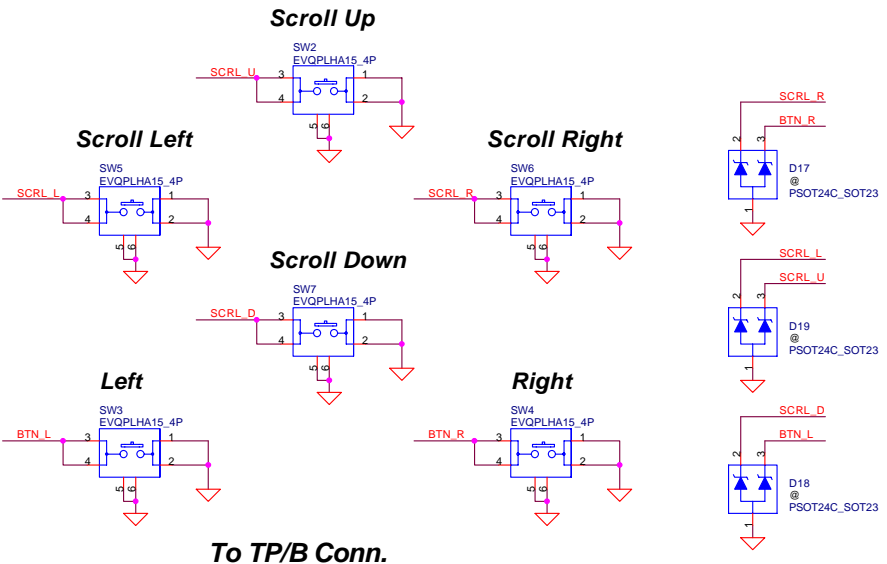 Scroll Up
SW2
EVQPLHA15_4P
SCRL_U
3
1
4
2
5
6
Scroll Left
SW5
EVQPLHA15_4P
SCRL_L
3
1
4
2
5
6
Scroll Right
SW6
EVQPLHA15_4P
SCRL_R
3
1
4
2
5
6
Scroll Down
SW7
EVQPLHA15_4P
SCRL_D
3
1
4
2
5
6
Left
SW3
EVQPLHA15_4P
BTN_L
3
1
4
2
5
6
Right
SW4
EVQPLHA15_4P
BTN_R
3
1
4
2
5
6
SCRL_R
BTN_R
2
3
D17
@
PSOT24C_SOT23
1
SCRL_L
SCRL_U
2
3
D19
@
PSOT24C_SOT23
1
SCRL_D
BTN_L
2
3
D18
@
PSOT24C_SOT23
1
To TP/B Conn.